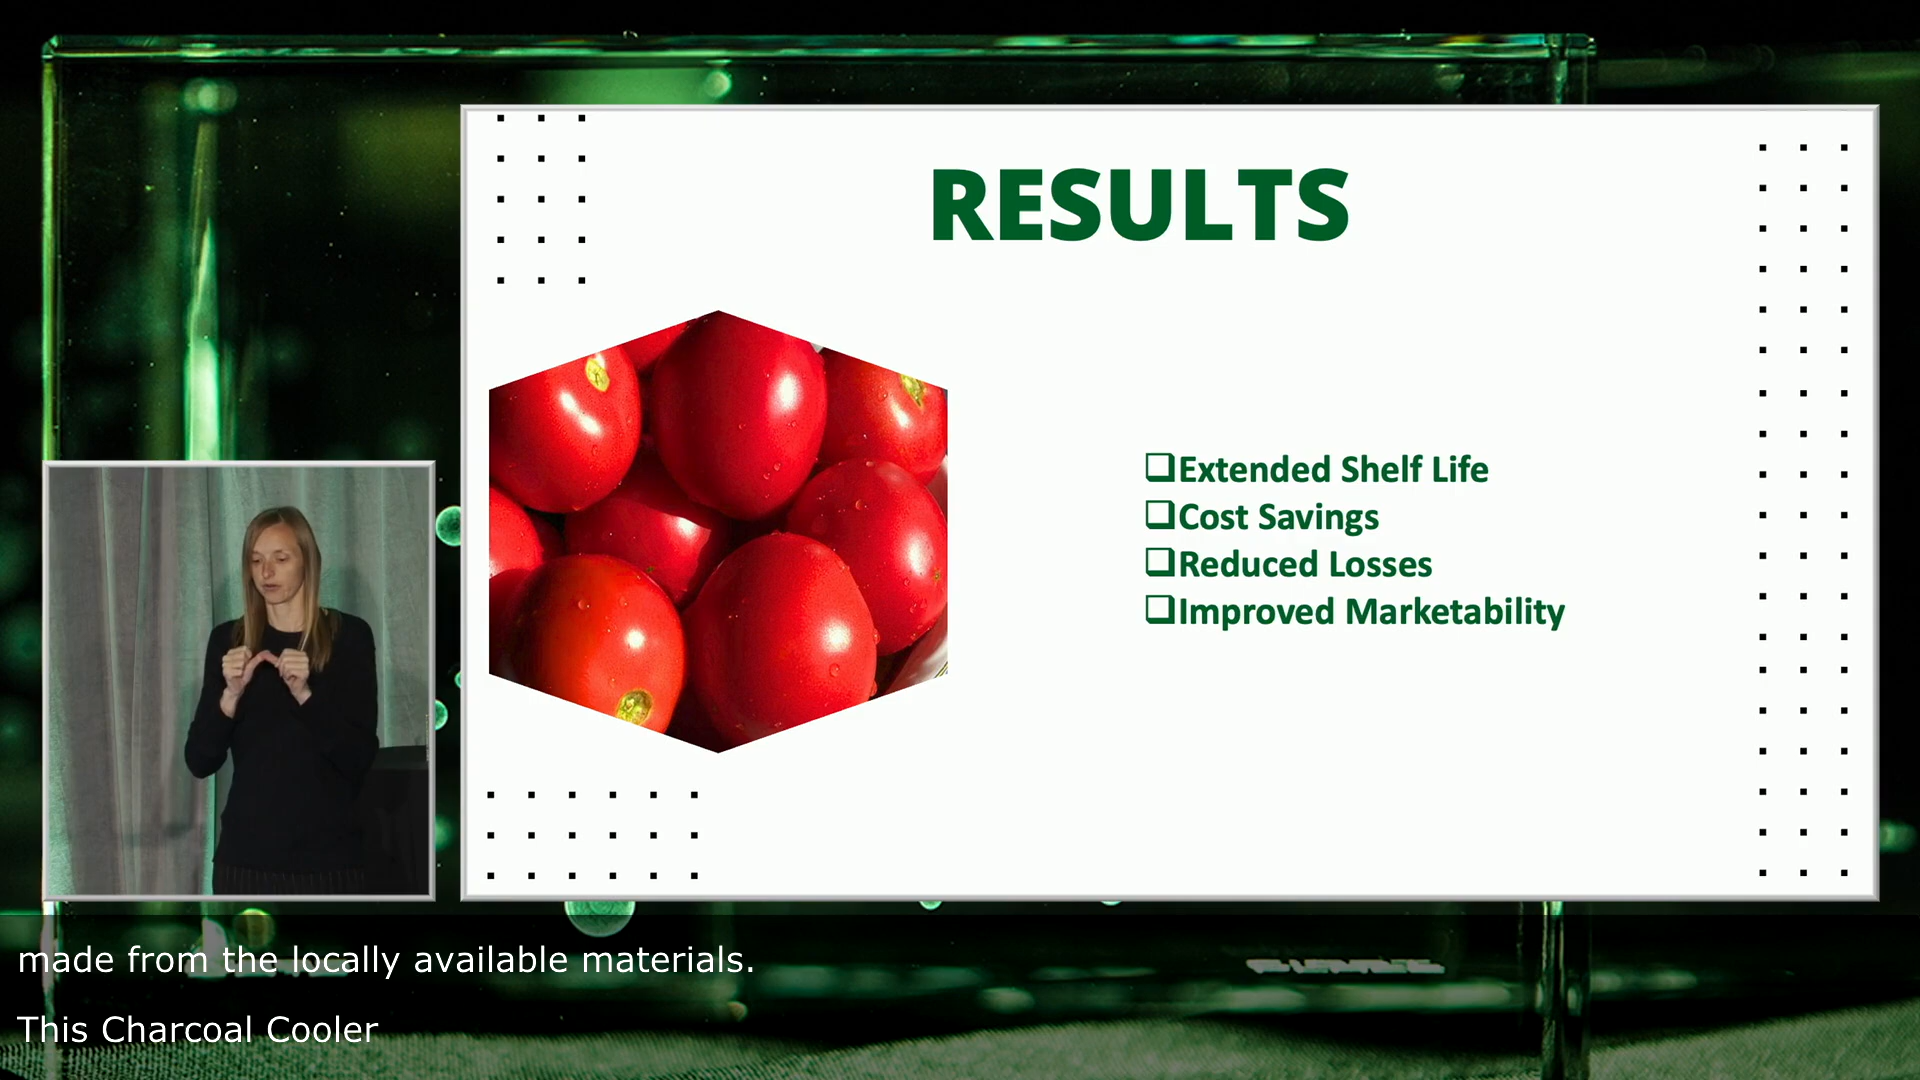 RESULTS
❑Extended Shelf Life
❑Cost Savings
❑Reduced Losses
❑Improved Marketability
made from the locally available materials.
This Charcoal Cooler